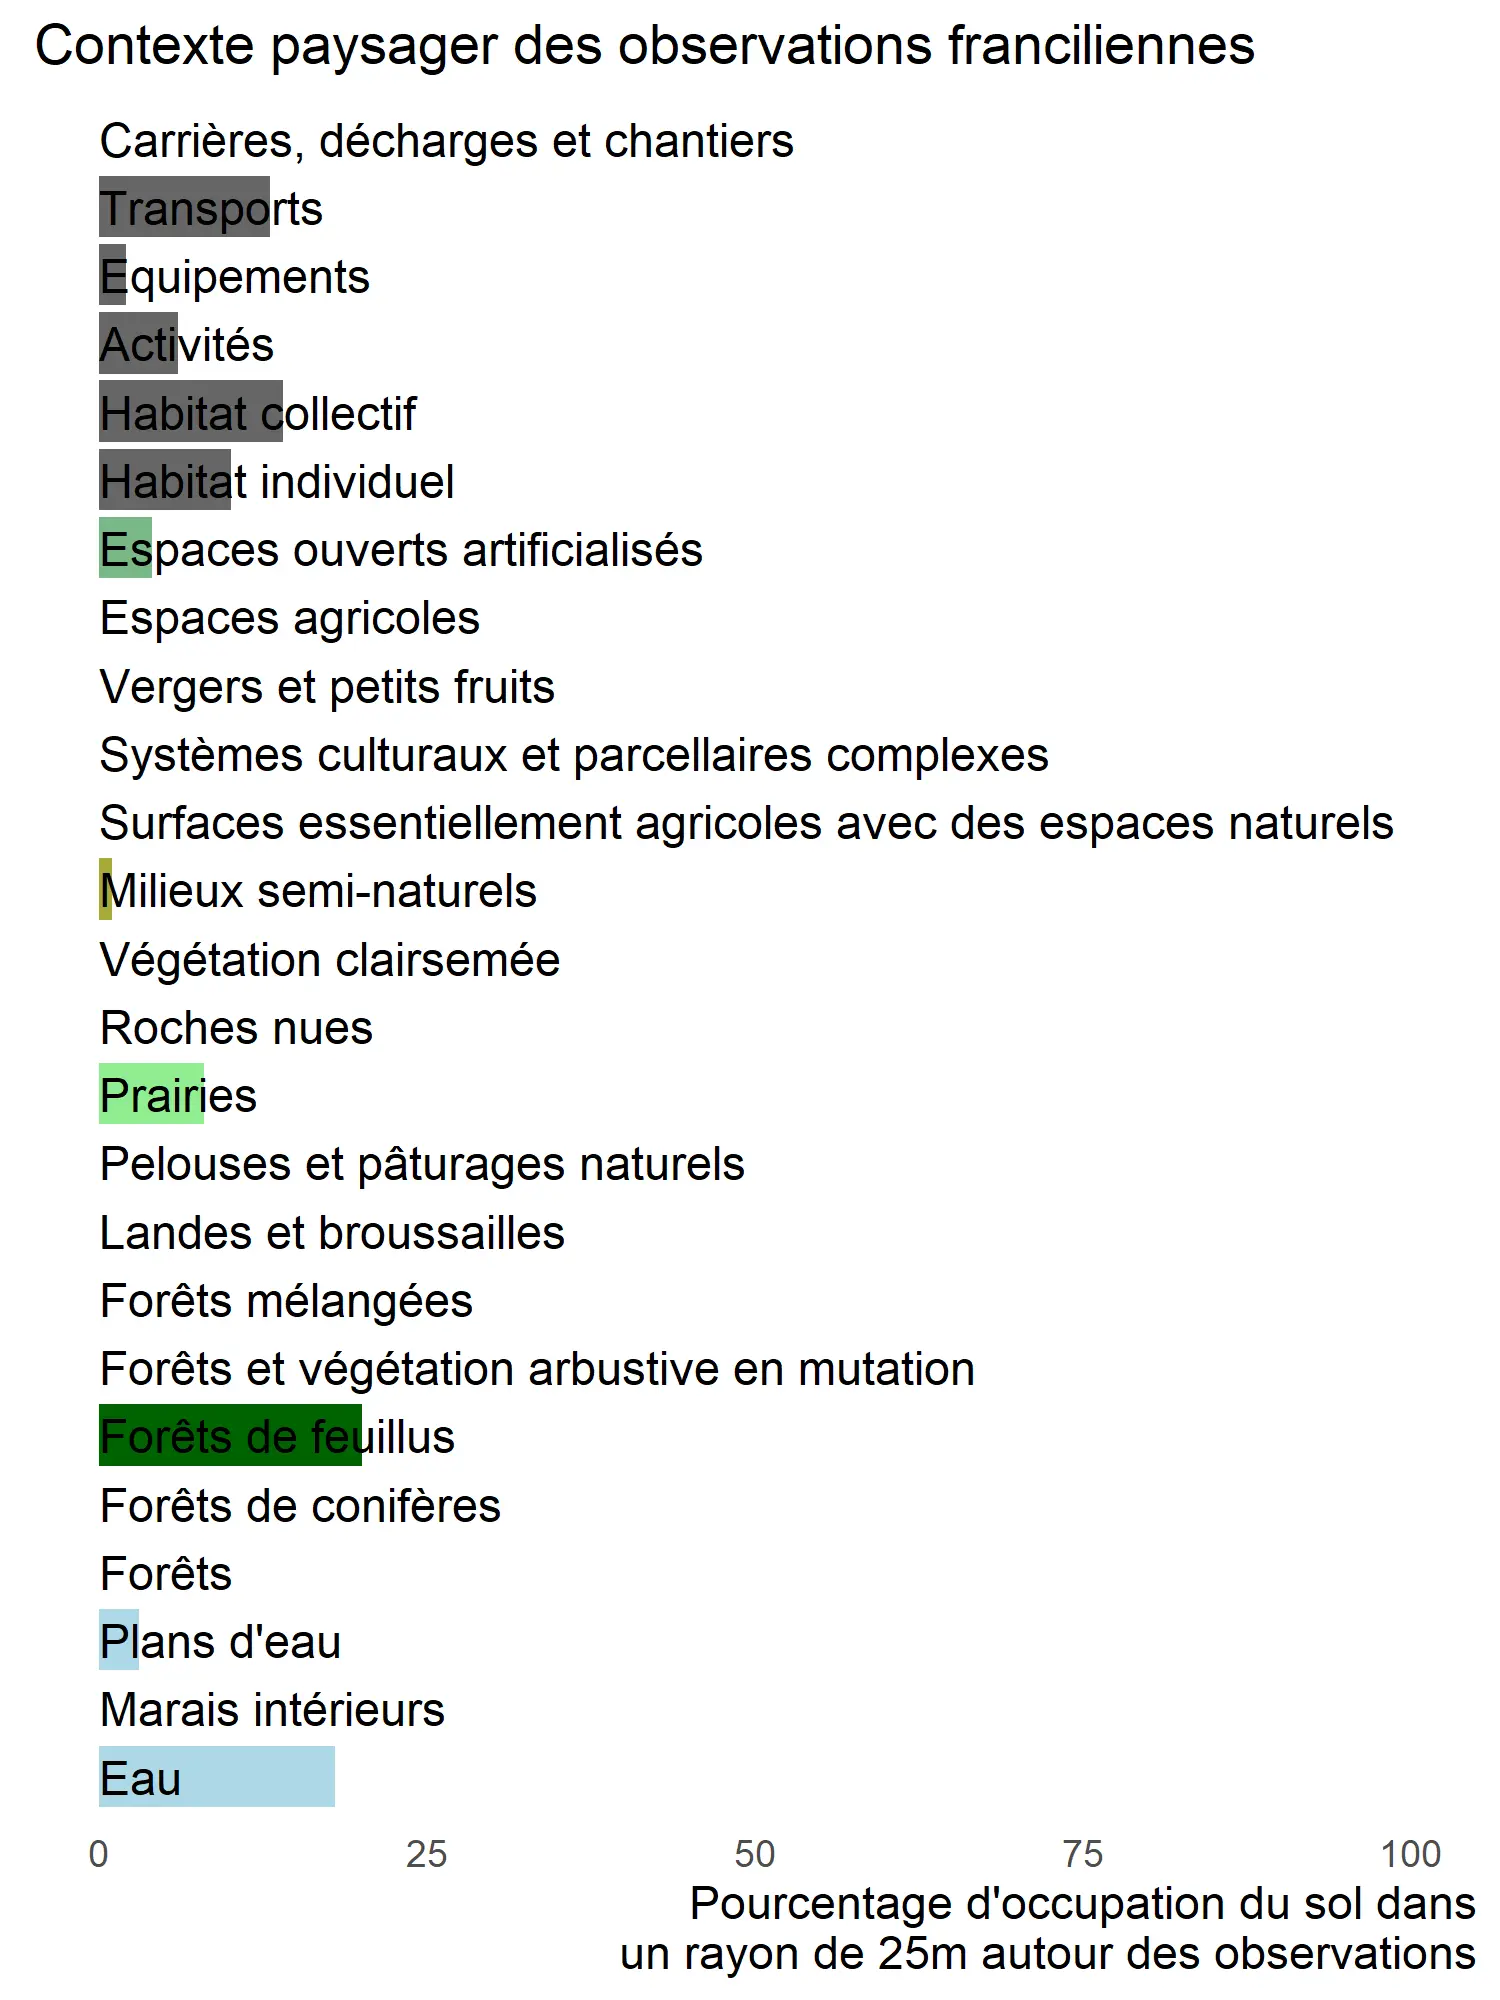 Contexte paysager des observations franciliennes
Carrières, décharges et chantiers
Transports
Equipements
Activités
Habitat collectif
Habitat individuel
Espaces ouverts artificialisés
Espaces agricoles
Vergers et petits fruits
Systèmes culturaux et parcellaires complexes
Surfaces essentiellement agricoles avec des espaces naturels
Milieux semi-naturels
Végétation clairsemée
Roches nues
Prairies
Pelouses et pâturages naturels
Landes et broussailles
Forêts mélangées
Forêts et végétation arbustive en mutation
Forêts de feuillus
Forêts de conifères
Forêts
Plans d'eau
Marais intérieurs
Eau
0 25 50 75 100
Pourcentage d'occupation du sol dans
un rayon de 25m autour des observations